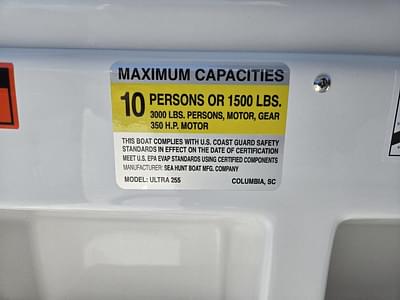 MAXIMUM CAPACITIES
10 PERSONS OR 1500 LBS.
3000 LBS. PERSONS, MOTOR, GEAR
350 H.P. MOTOR
THIS BOAT COMPLIES WITH U.S. COAST GUARD SAFETY
STANDARDS IN EFFECT ON THE DATE OF CERTIFICATION
MEET U.S. EPA EVAP STANDARDS USING CERTIFIED COMPONENTS
MANUFACTURER: SEA HUNT BOAT MFG. COMPANY
MODEL: ULTRA 255 COLUMBIA, SC